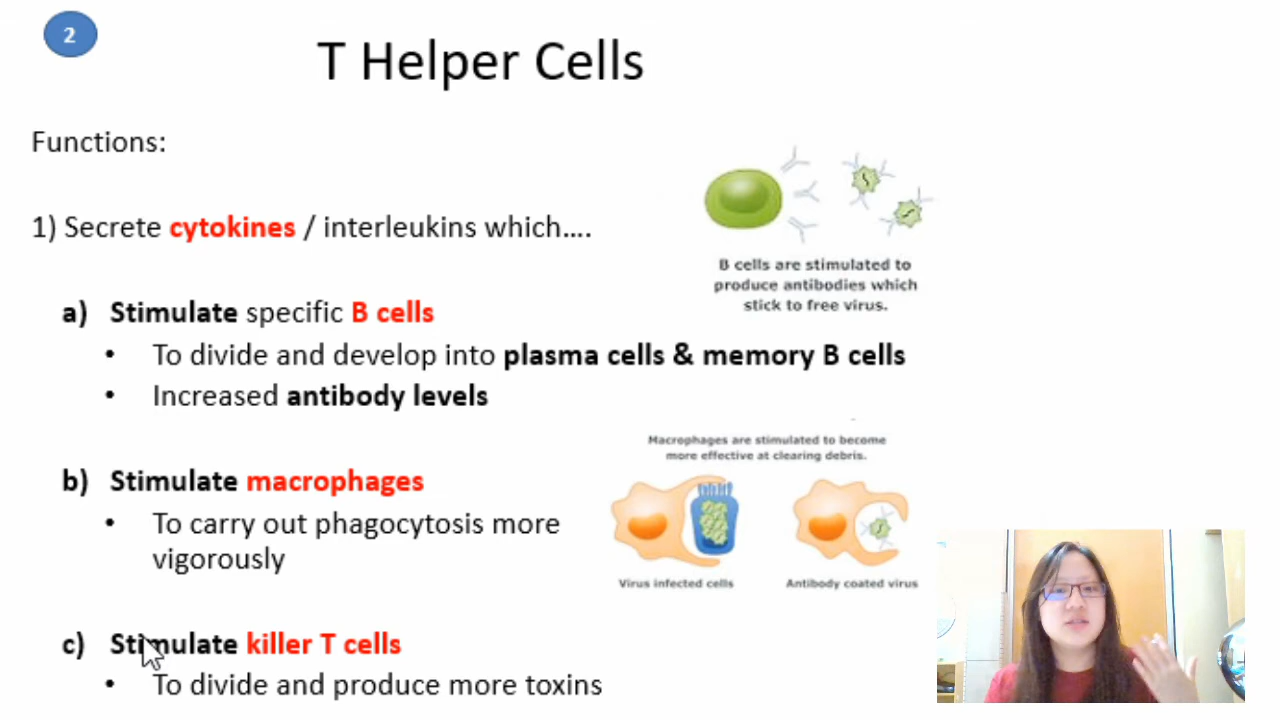 2
T Helper Cells
Functions:
1) Secrete cytokines / interleukins which....
B cells are stimulated to
produce antibodies which
stick to free virus.
a) Stimulate specific B cells
• To divide and develop into plasma cells & memory B cells
• Increased antibody levels
Macrophages are stimulated to become
more effective at clearing debris.
b) Stimulate macrophages
• To carry out phagocytosis more
vigorously
Virus infected cells
Antibody coated virus
c) Stimulate killer T cells
• To divide and produce more toxins